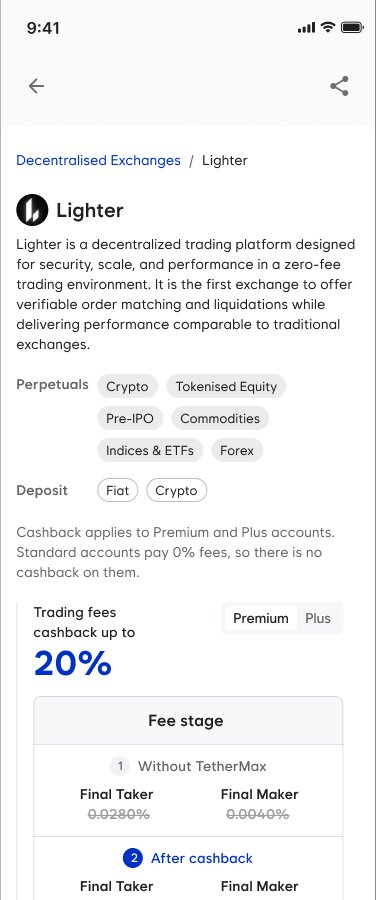 9:41
Decentralised Exchanges / Lighter
Lighter
Lighter is a decentralized trading platform designed
for security, scale, and performance in a zero-fee
trading environment. It is the first exchange to offer
verifiable order matching and liquidations while
delivering performance comparable to traditional
exchanges.
Perpetuals Crypto Tokenised Equity
Pre-IPO Commodities
Indices & ETFs Forex
Deposit Fiat Crypto
Cashback applies to Premium and Plus accounts.
Standard accounts pay 0% fees, so there is no
cashback on them.
Trading fees
cashback up to
20%
Premium Plus
Fee stage
1 Without TetherMax
Final Taker Final Maker
0.0280% 0.0040%
2 After cashback
Final Taker Final Maker